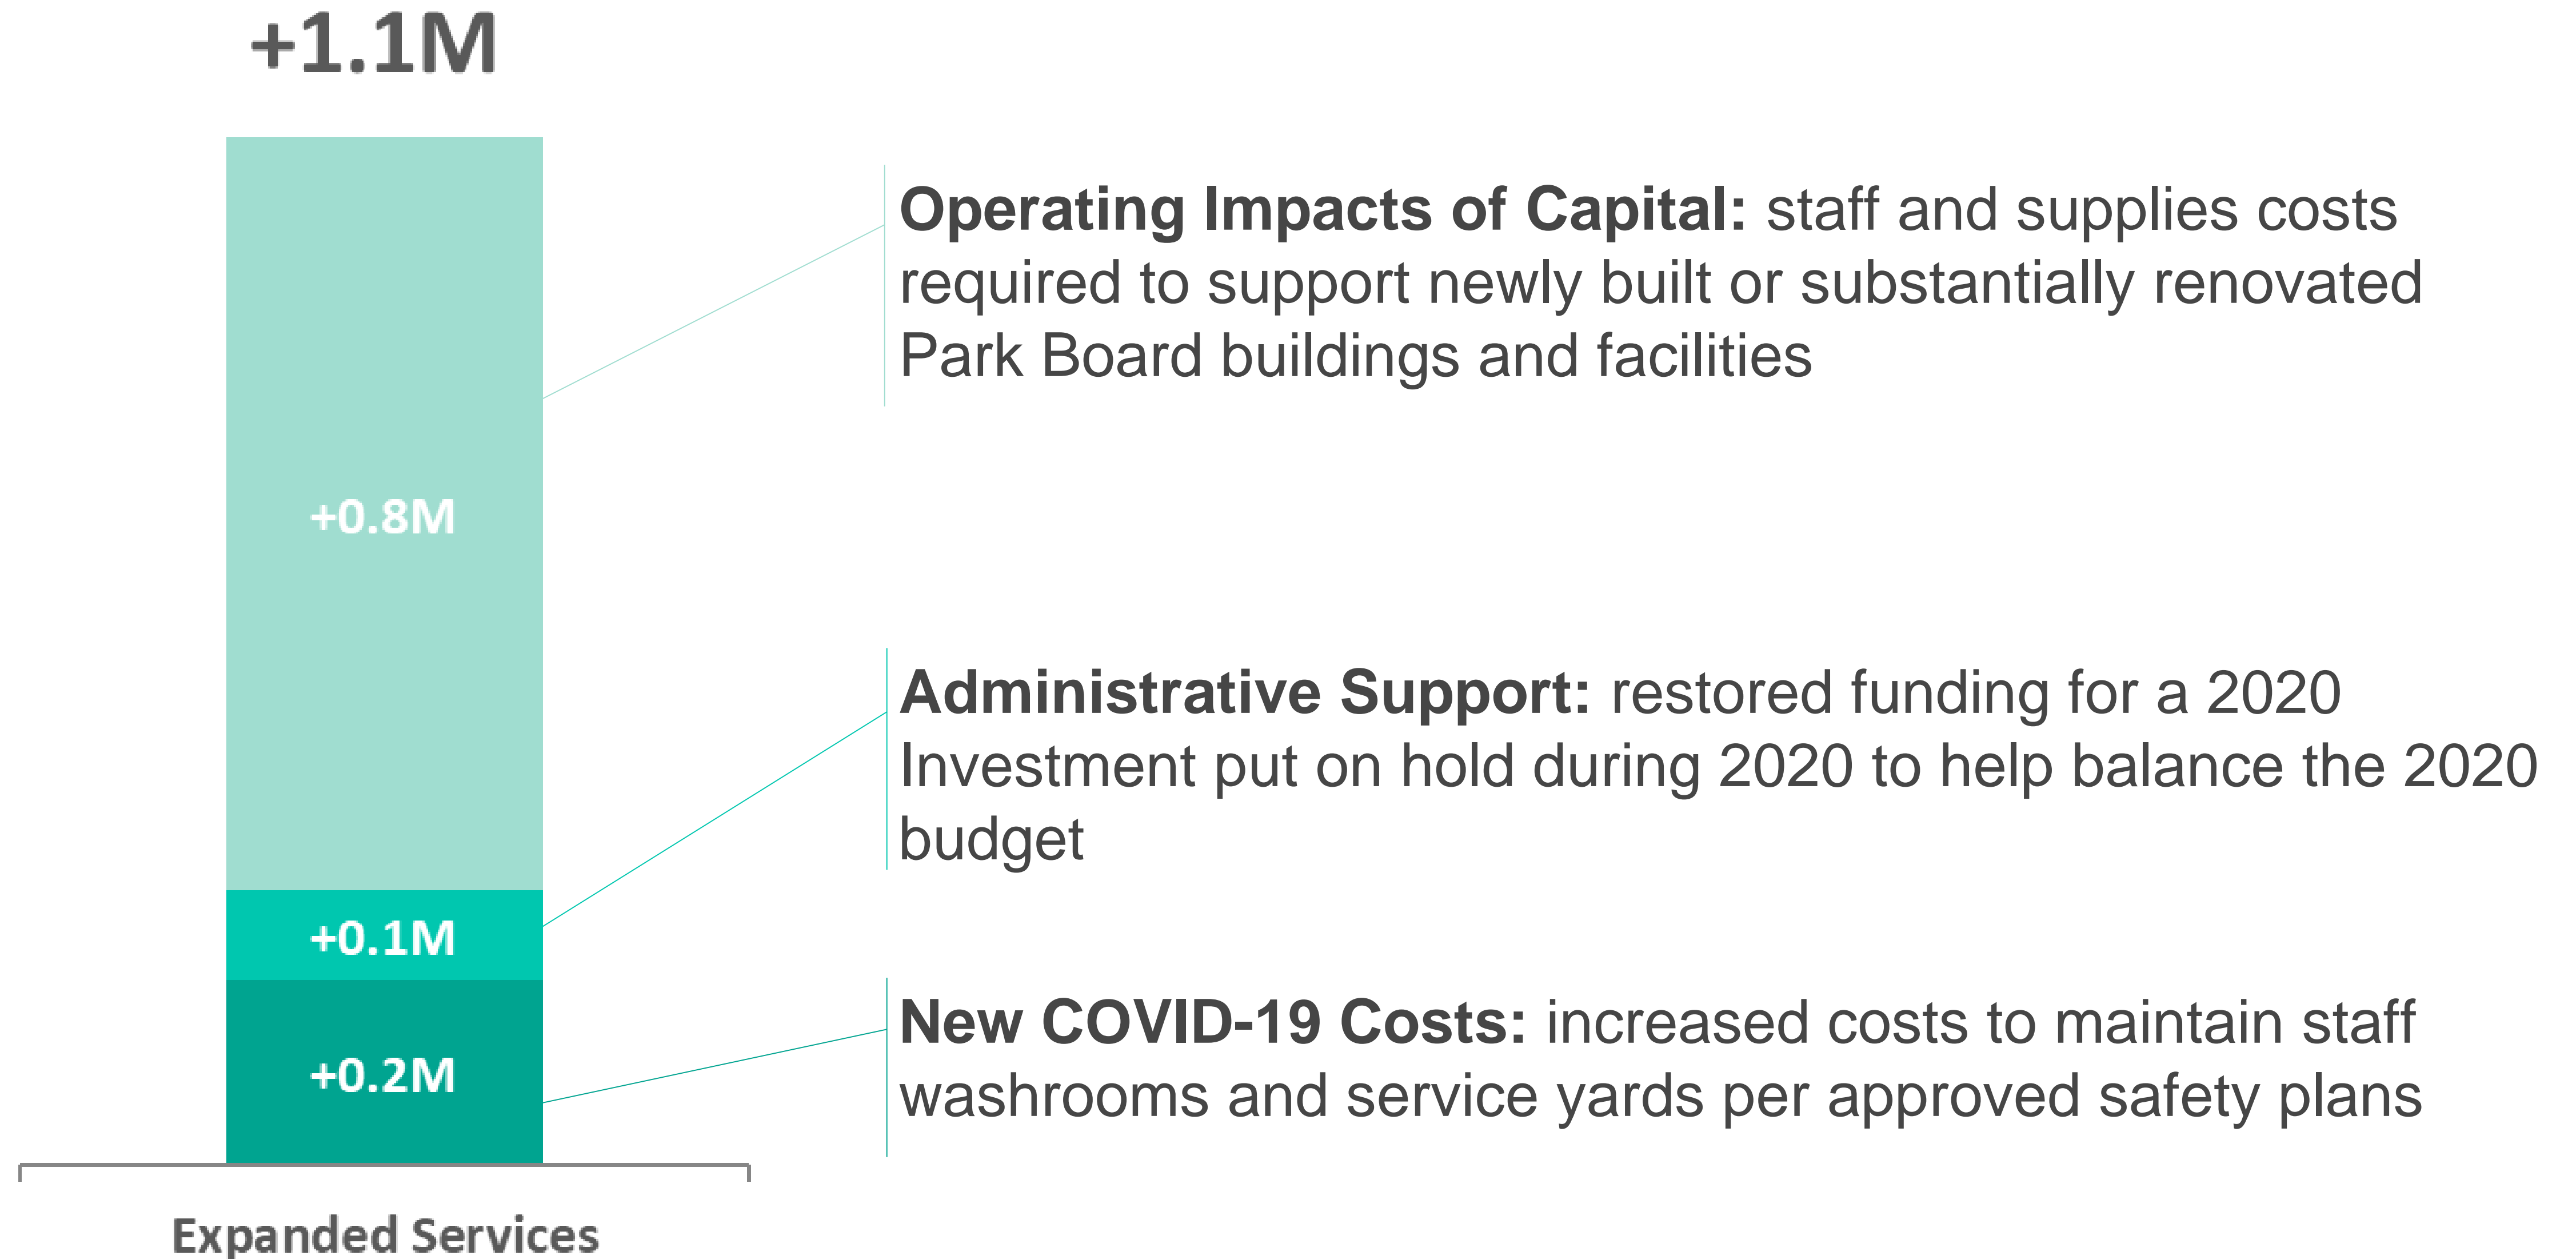 +1.1M
+0.8M
+0.1M
+0.2M
Expanded Services
Operating Impacts of Capital: staff and supplies costs
required to support newly built or substantially renovated
Park Board buildings and facilities
Administrative Support: restored funding for a 2020
Investment put on hold during 2020 to help balance the 2020
budget
New COVID-19 Costs: increased costs to maintain staff
washrooms and service yards per approved safety plans